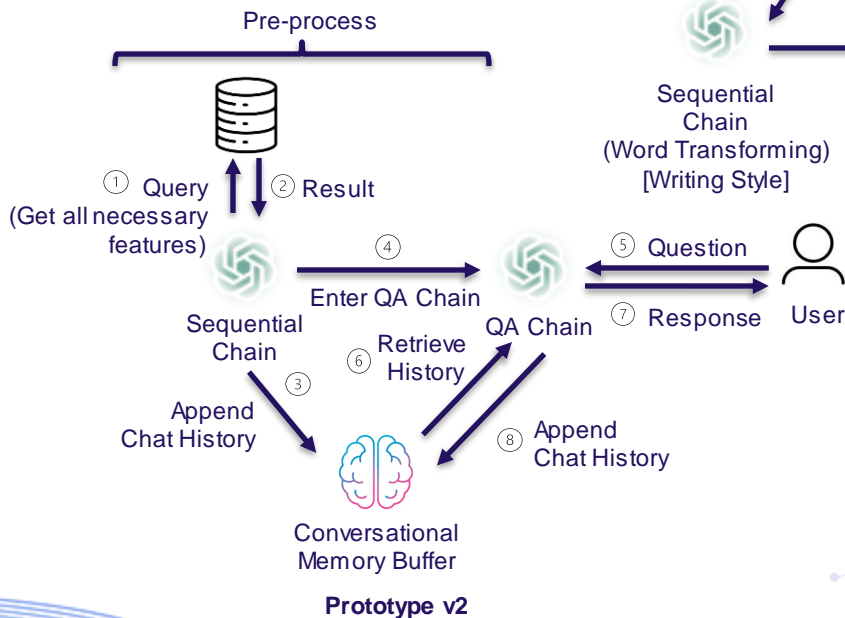 Pre-process
Sequential
Chain
(Word Transforming)
[Writing Style]
1 Query
(Get all necessary
features)
2 Result
4
Enter QA Chain
5 Question
7 Response
User
Sequential
Chain
QA Chain
3
Append
Chat History
6 Retrieve
History
8 Append
Chat History
Conversational
Memory Buffer
Prototype v2